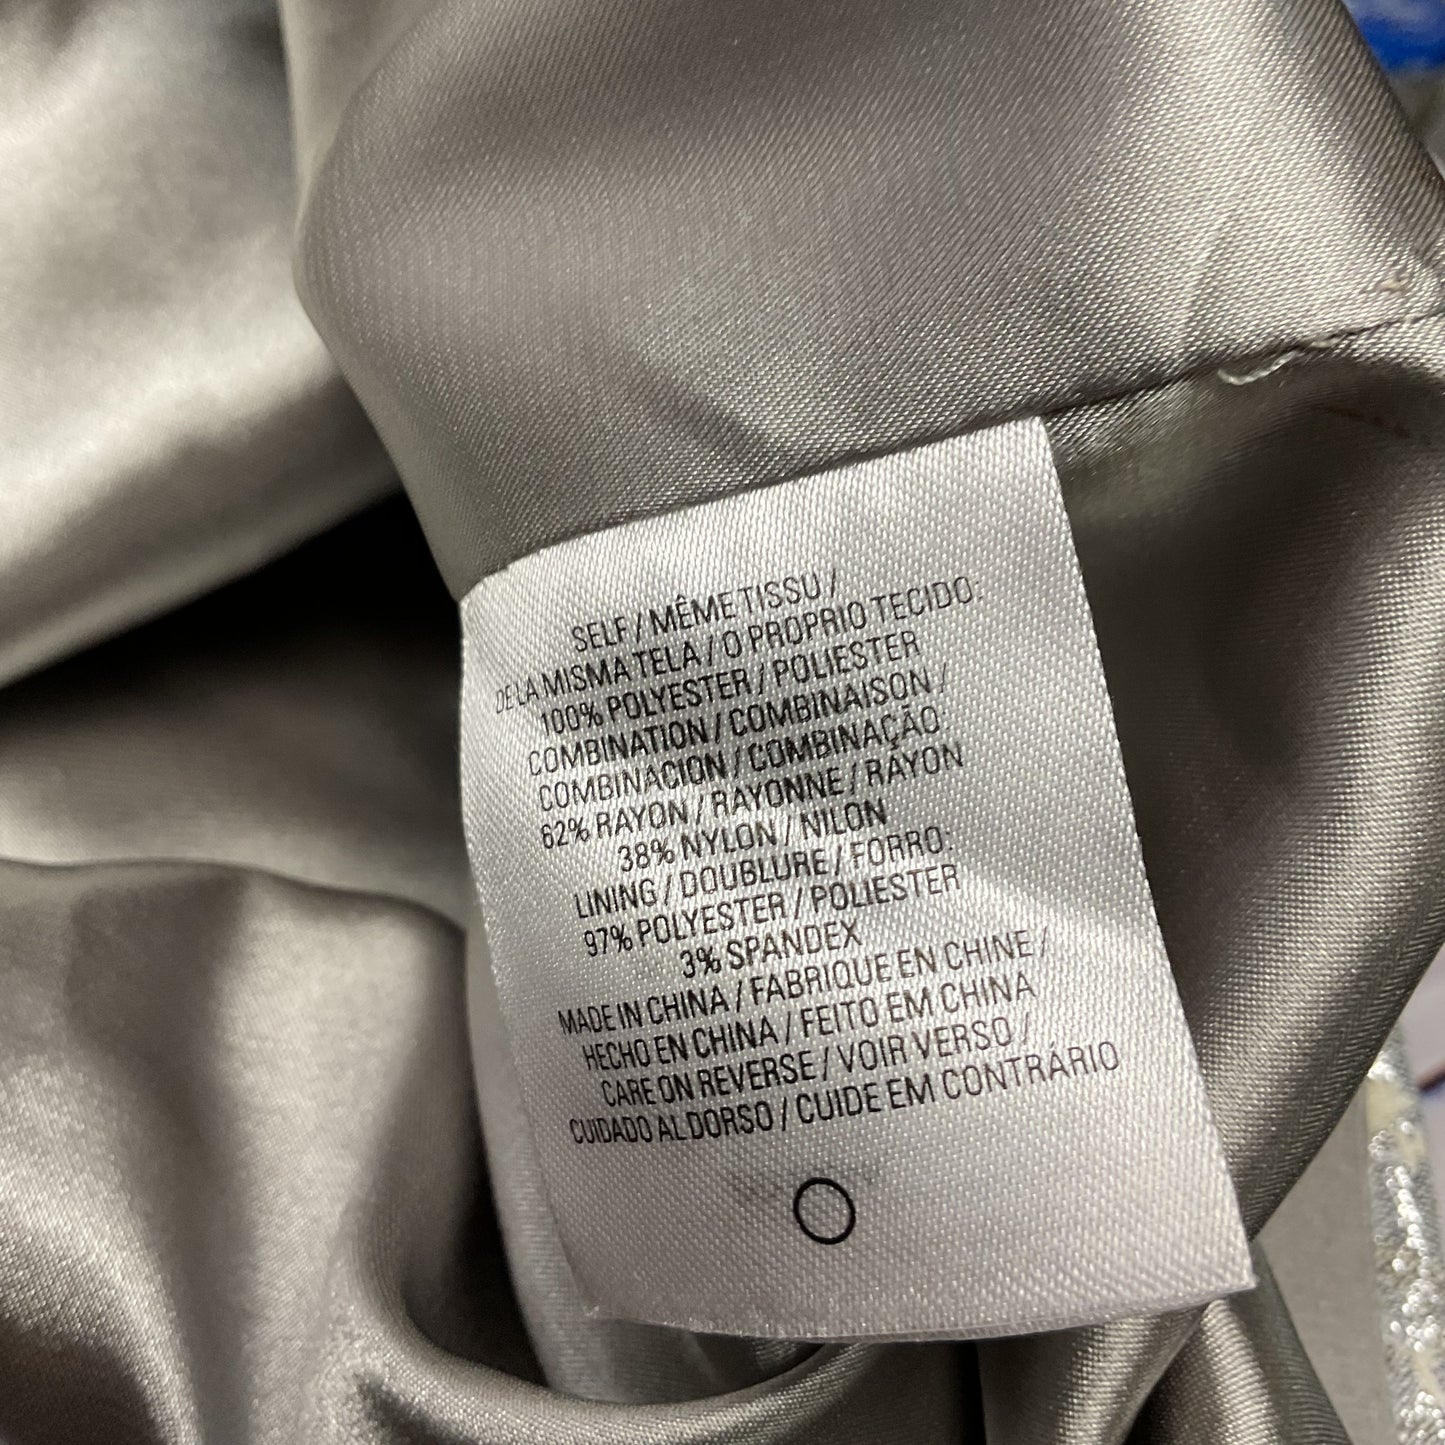 SELF / MÊME TISSU /
DE LA MISMA TELA / O PROPRIO TECIDO:
100% POLYESTER / POLIESTER
COMBINATION / COMBINAISON /
COMBINACION / COMBINAÇÃO:
62% RAYON / RAYONNE / RAYON
38% NYLON / NILON
LINING / DOUBLURE / FORRO:
97% POLYESTER / POLIESTER
3% SPANDEX
MADE IN CHINA / FABRIQUE EN CHINE /
HECHO EN CHINA / FEITO EM CHINA
CARE ON REVERSE / VOIR VERSO /
CUIDADO AL DORSO / CUIDE EM CONTRÁRIO